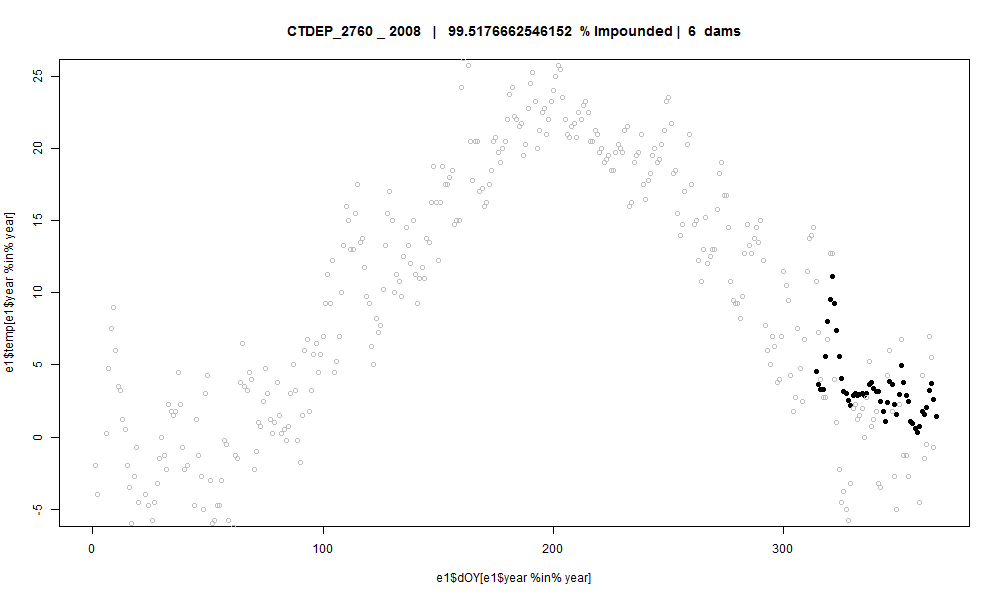 CTDEP_2760 _ 2008 | 99.5176662546152 % Impounded | 6 dams
e1$temp[e1$year %in% year]
25
20
15
10
5
0
-5
0 100 200 300
e1$dOY[e1$year %in% year]